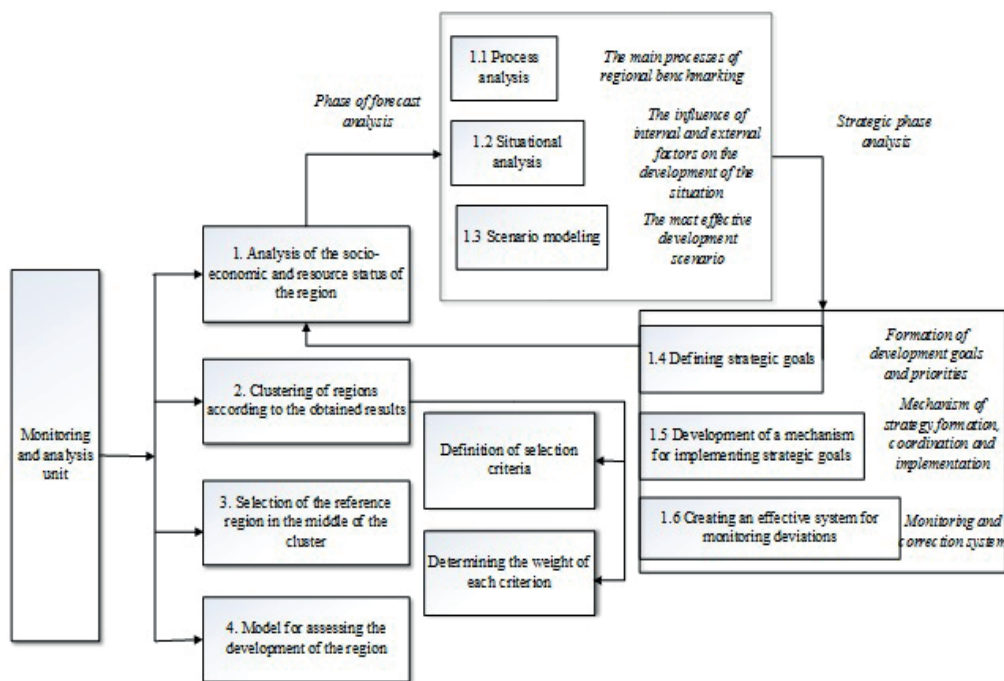 Phase of forecast
analysis
1.1 Process
analysis
The main processes of
regional benchmarking
1.2 Situational
analysis
The influence of
internal and external
factors on the
development of the
situation
1.3 Scenario modeling
The most effective
development
scenario
Strategic phase
analysis
Monitoring
and analysis
unit
1. Analysis of the socio-
economic and resource status of
the region
2. Clustering of regions
according to the obtained results
3. Selection of the reference
region in the middle of the
cluster
4. Model for assessing the
development of the region
Definition of selection
criteria
Determining the weight of
each criterion
1.4 Defining strategic goals
Formation of
development goals
and priorities
1.5 Development of a mechanism
for implementing strategic goals
Mechanism of
strategy formation,
coordination and
implementation
1.6 Creating an effective system for
monitoring deviations
Monitoring and
correction system